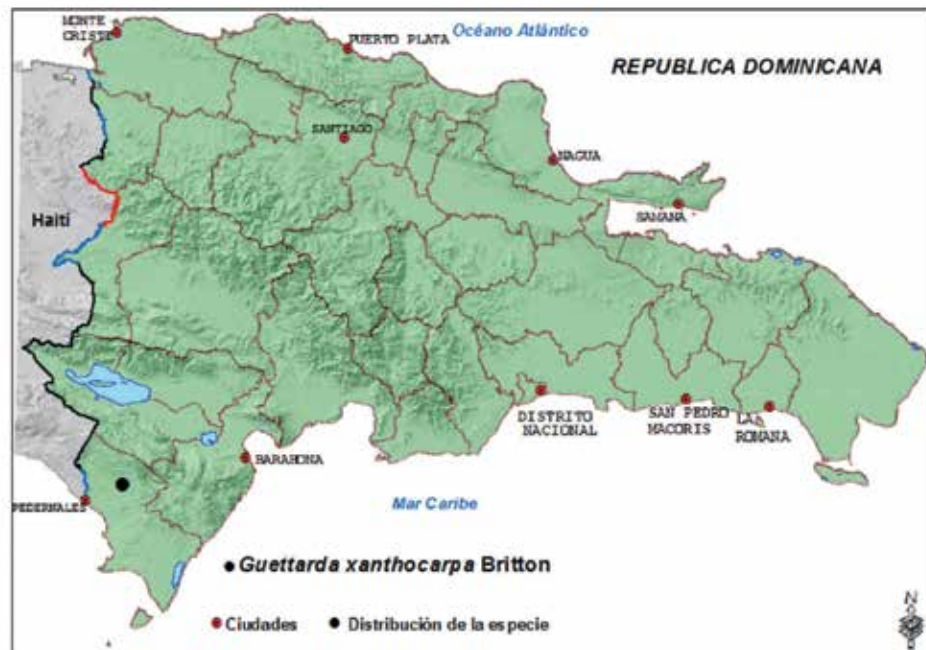 MONTE
CRISTE
Océano Atlántico
PUERTO PLATA
REPUBLICA DOMINICANA
SANTIAGO
NAGUA
SAMANA
Haití
DISTRITO
NACIONAL
SAN PEDRO
MACORIS
LA
ROMANA
BARAHONA
PEDERNALES
Mar Caribe
Guettarda xanthocarpa Britton
Ciudades
Distribución de la especie
N